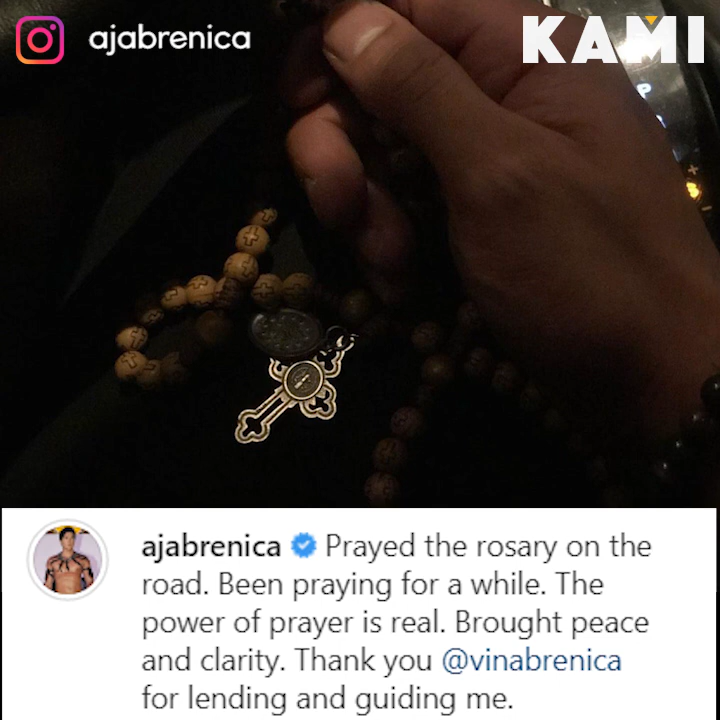 ajabrenica
KAMI
P
ajabrenica Prayed the rosary on the
road. Been praying for a while. The
power of prayer is real. Brought peace
and clarity. Thank you @vinabrenica
for lending and guiding me.